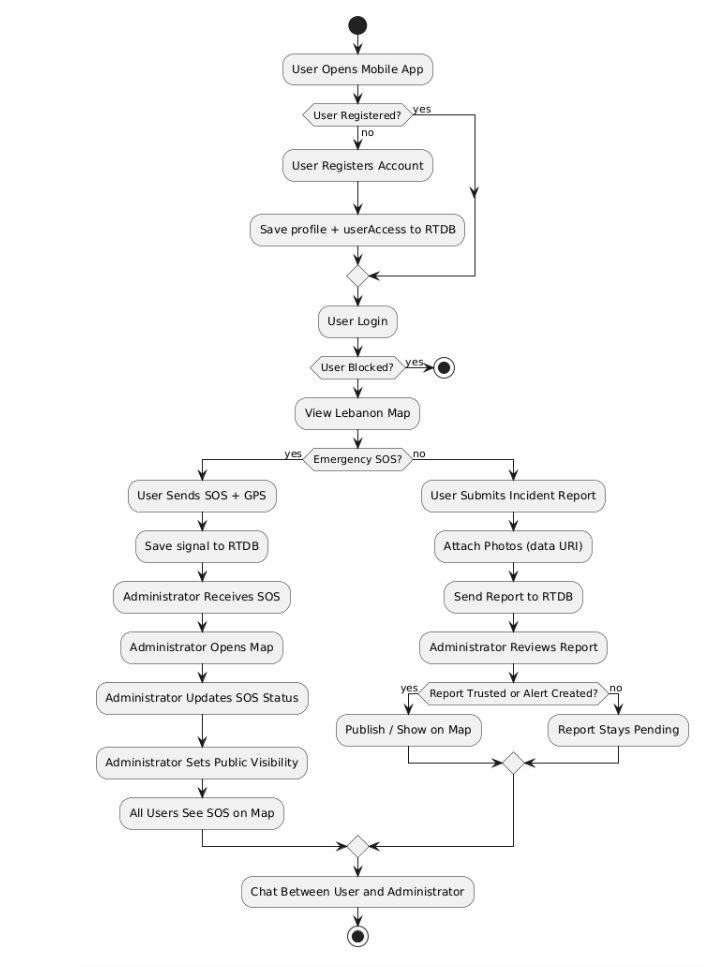 User Opens Mobile App
User Registered?
yes
no
User Registers Account
Save profile + userAccess to RTDB
User Login
User Blocked?
yes
View Lebanon Map
yes
Emergency SOS?
no
User Sends SOS + GPS
User Submits Incident Report
Save signal to RTDB
Attach Photos (data URI)
Administrator Receives SOS
Send Report to RTDB
Administrator Opens Map
Administrator Reviews Report
Administrator Updates SOS Status
yes
Report Trusted or Alert Created?
no
Publish / Show on Map
Report Stays Pending
Administrator Sets Public Visibility
All Users See SOS on Map
Chat Between User and Administrator